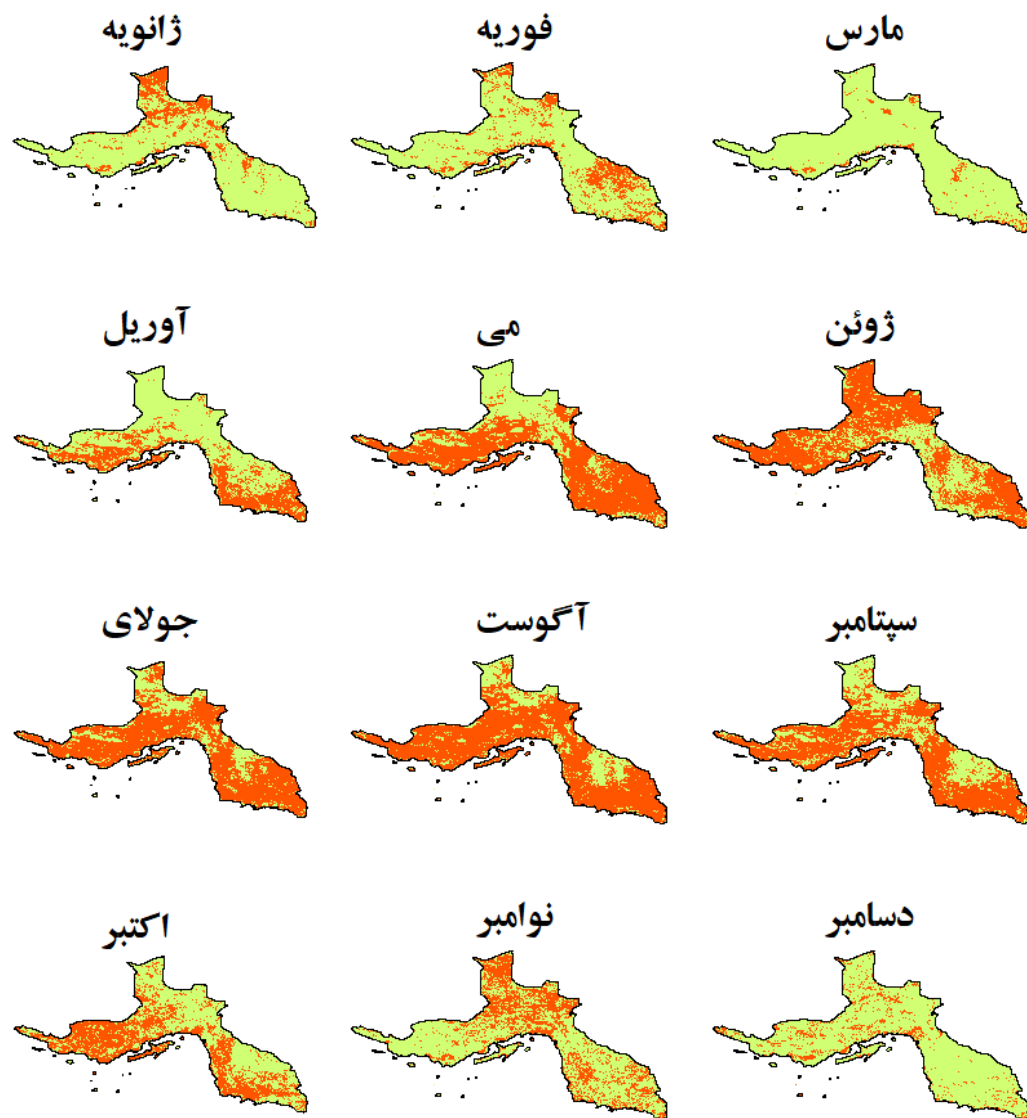 ژانویه
فوریه
مارس
آوریل
می
ژوئن
جولای
آگوست
سپتامبر
اکتبر
نوامبر
دسامبر